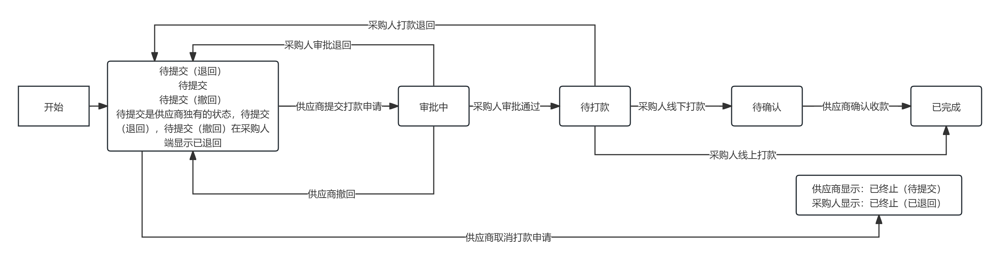 采购人打款退回
采购人审批退回
待提交（退回）
待提交
待提交（撤回）
待提交是供应商独有的状态，待提交
（退回），待提交（撤回）在采购人
端显示已退回
开始
供应商提交打款申请
审批中
采购人审批通过
待打款
采购人线下打款
待确认
供应商确认收款
已完成
采购人线上打款
供应商撤回
供应商显示：已终止（待提交）
采购人显示：已终止（已退回）
供应商取消打款申请